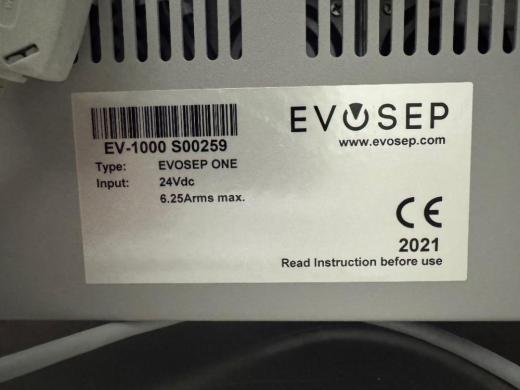 EVOSEP
www.evosep.com
EV-1000 S00259
Type: EVOSEP ONE
Input: 24Vdc
6.25Arms max.
CE
2021
Read Instruction before use